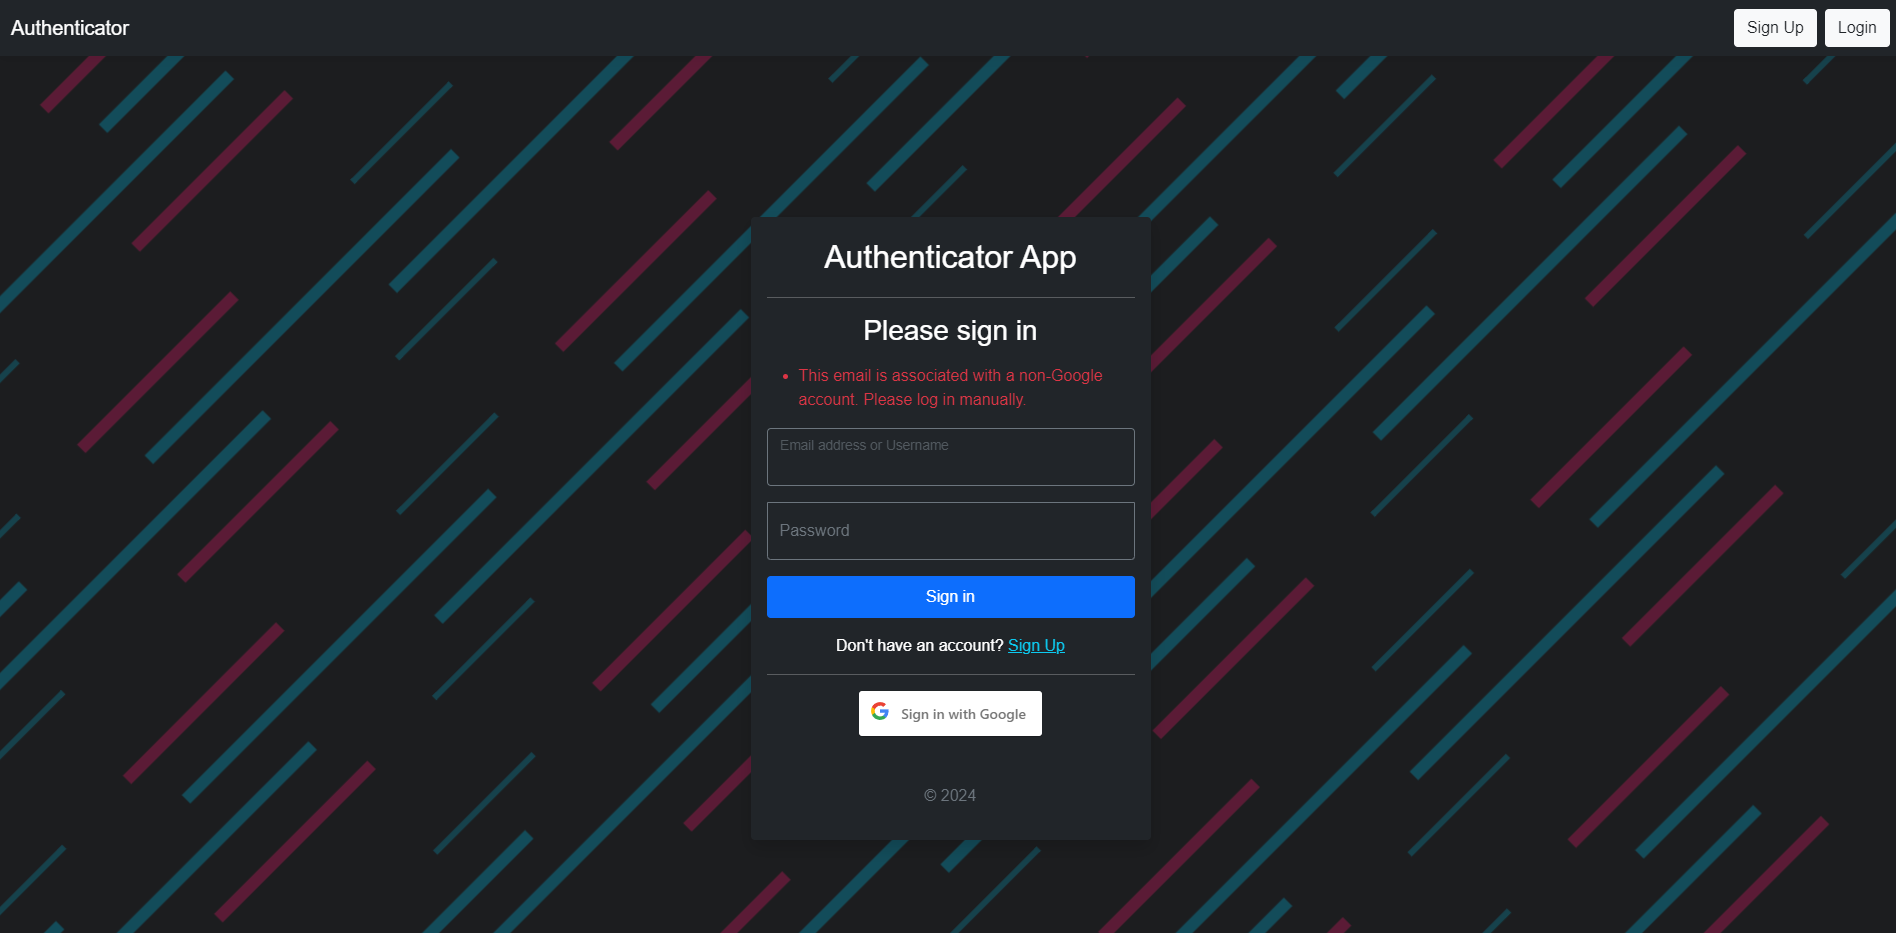 Authenticator
Sign Up
Login
Authenticator App
Please sign in
This email is associated with a non-Google
account. Please log in manually.
Email address or Username
Password
Sign in
Don't have an account? Sign Up
Sign in with Google
© 2024